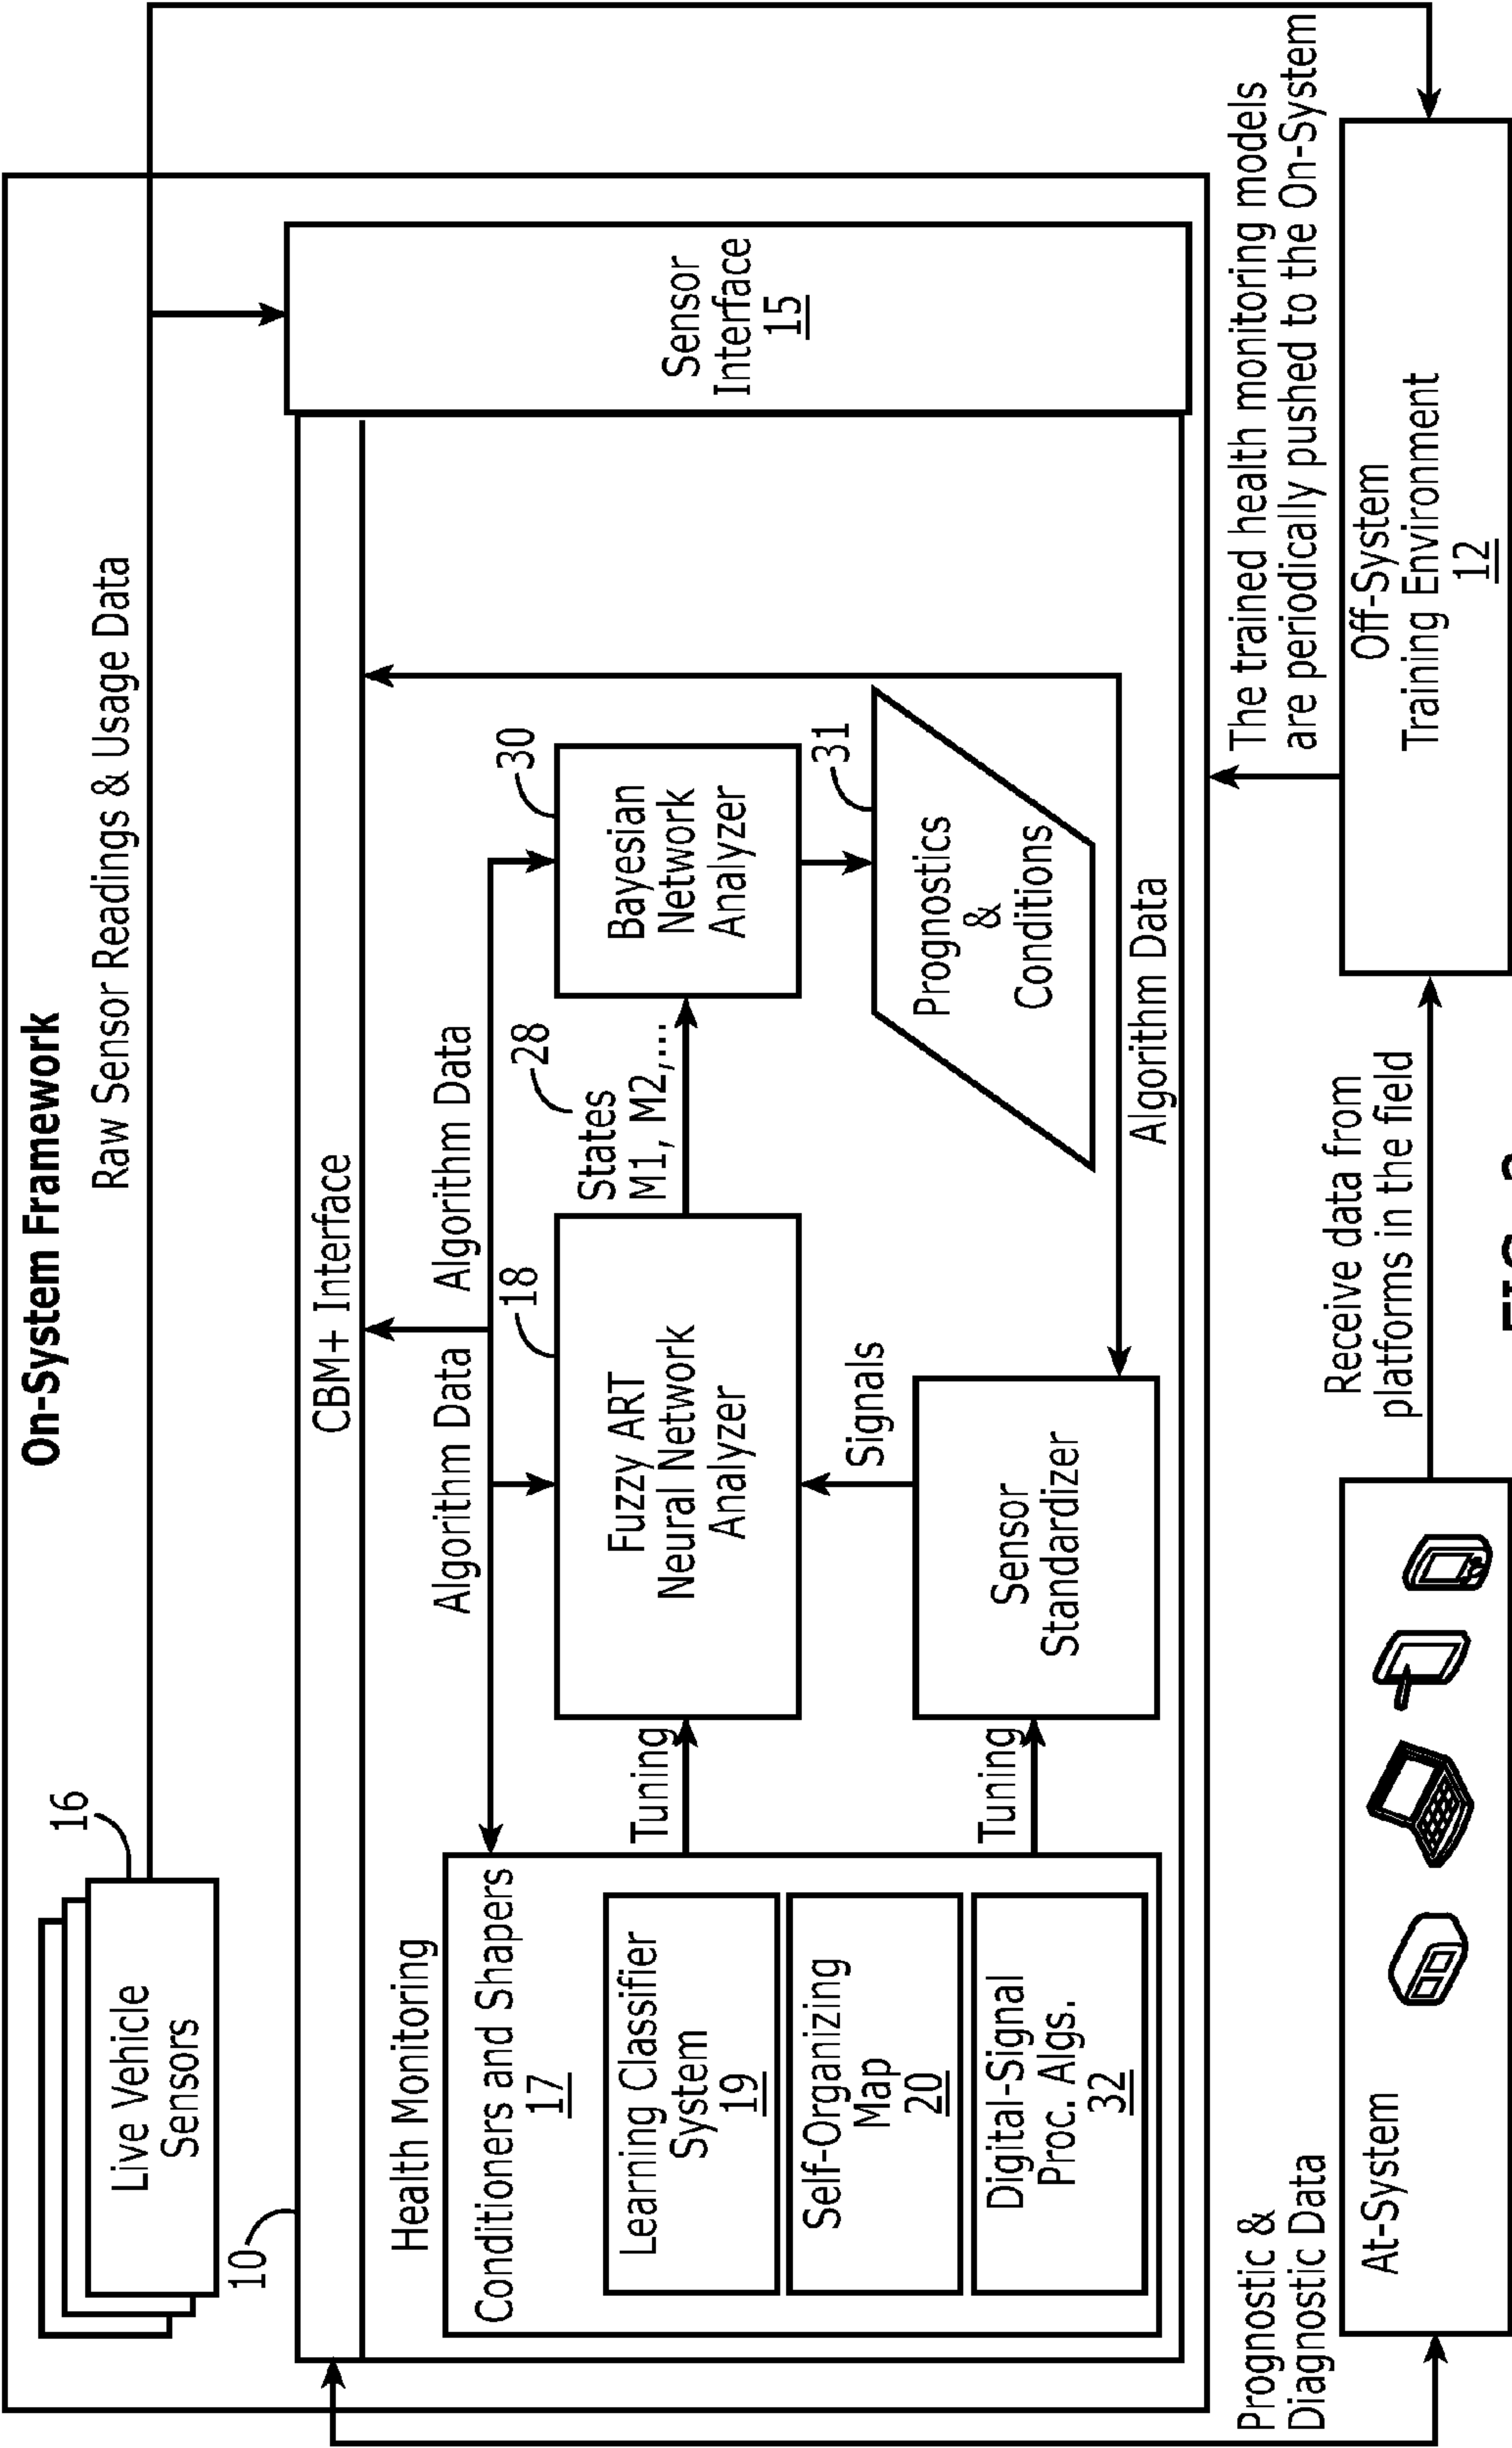 On-System Framework
Raw Sensor Readings & Usage Data
16
Live Vehicle
Sensors
10
CBM+ Interface
Sensor
Interface
15
Health Monitoring
Algorithm Data
Algorithm Data
Conditioners and Shapers
17
Learning Classifier
System
19
Self-Organizing
Map
20
Digital-Signal
Proc. Algs.
32
Tuning
Tuning
18
Fuzzy ART
Neural Network
Analyzer
Signals
Sensor
Standardizer
28
States
M1, M2,...
30
Bayesian
Network
Analyzer
31
Prognostics
&
Conditions
Algorithm Data
Prognostic &
Diagnostic Data
The trained health monitoring models
are periodically pushed to the On-System
At-System
Receive data from
platforms in the field
Off-System
Training Environment
12